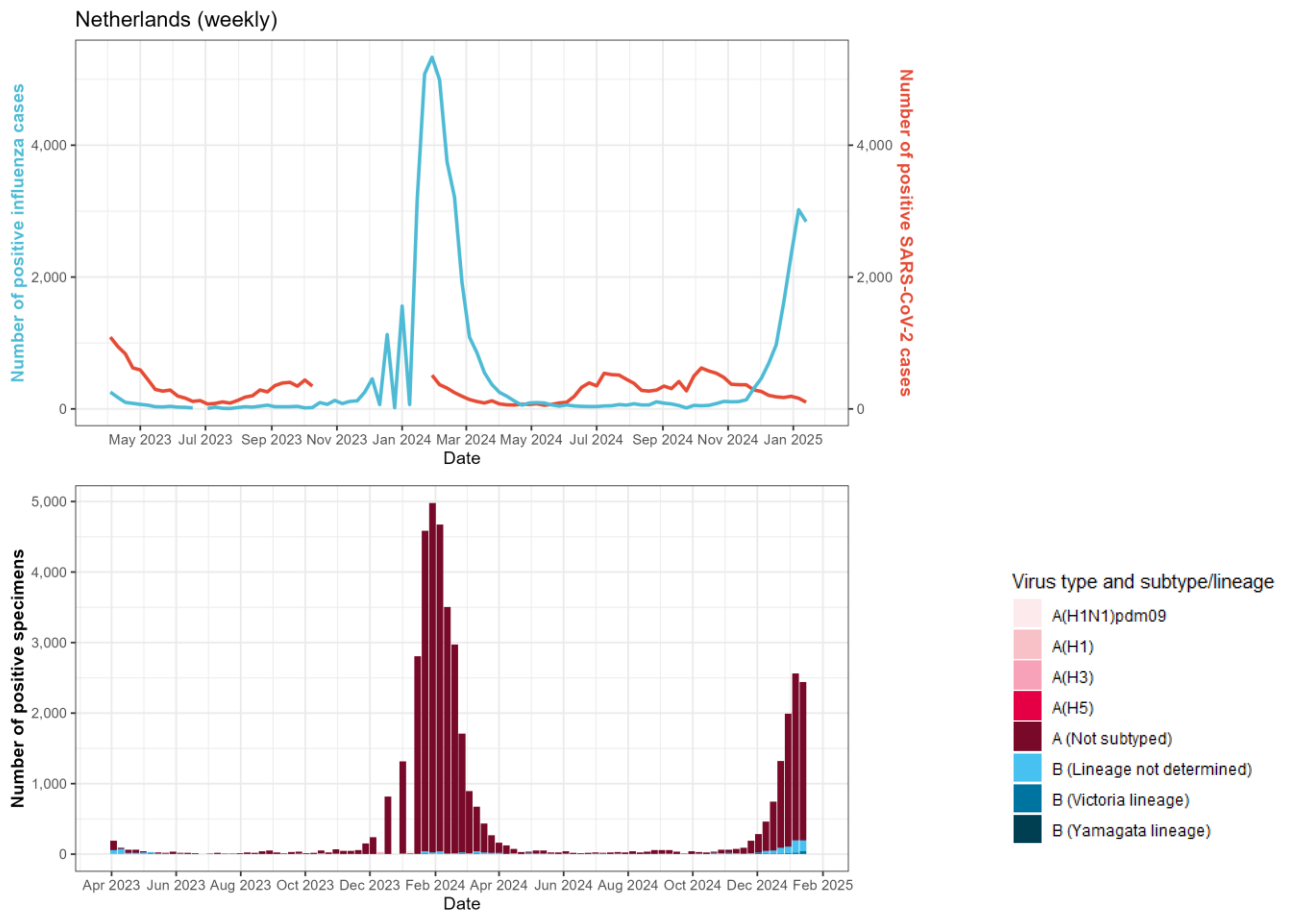 Netherlands (weekly)
Number of positive influenza cases
4,000
2,000
0
4,000
2,000
0
Number of positive SARS-CoV-2 cases
May 2023 Jul 2023 Sep 2023 Nov 2023 Jan 2024 Mar 2024 May 2024 Jul 2024 Sep 2024 Nov 2024 Jan 2025
Date
Number of positive specimens
5,000
4,000
3,000
2,000
1,000
0
Apr 2023 Jun 2023 Aug 2023 Oct 2023 Dec 2023 Feb 2024 Apr 2024 Jun 2024 Aug 2024 Oct 2024 Dec 2024 Feb 2025
Date
Virus type and subtype/lineage
A(H1N1)pdm09
A(H1)
A(H3)
A(H5)
A (Not subtyped)
B (Lineage not determined)
B (Victoria lineage)
B (Yamagata lineage)